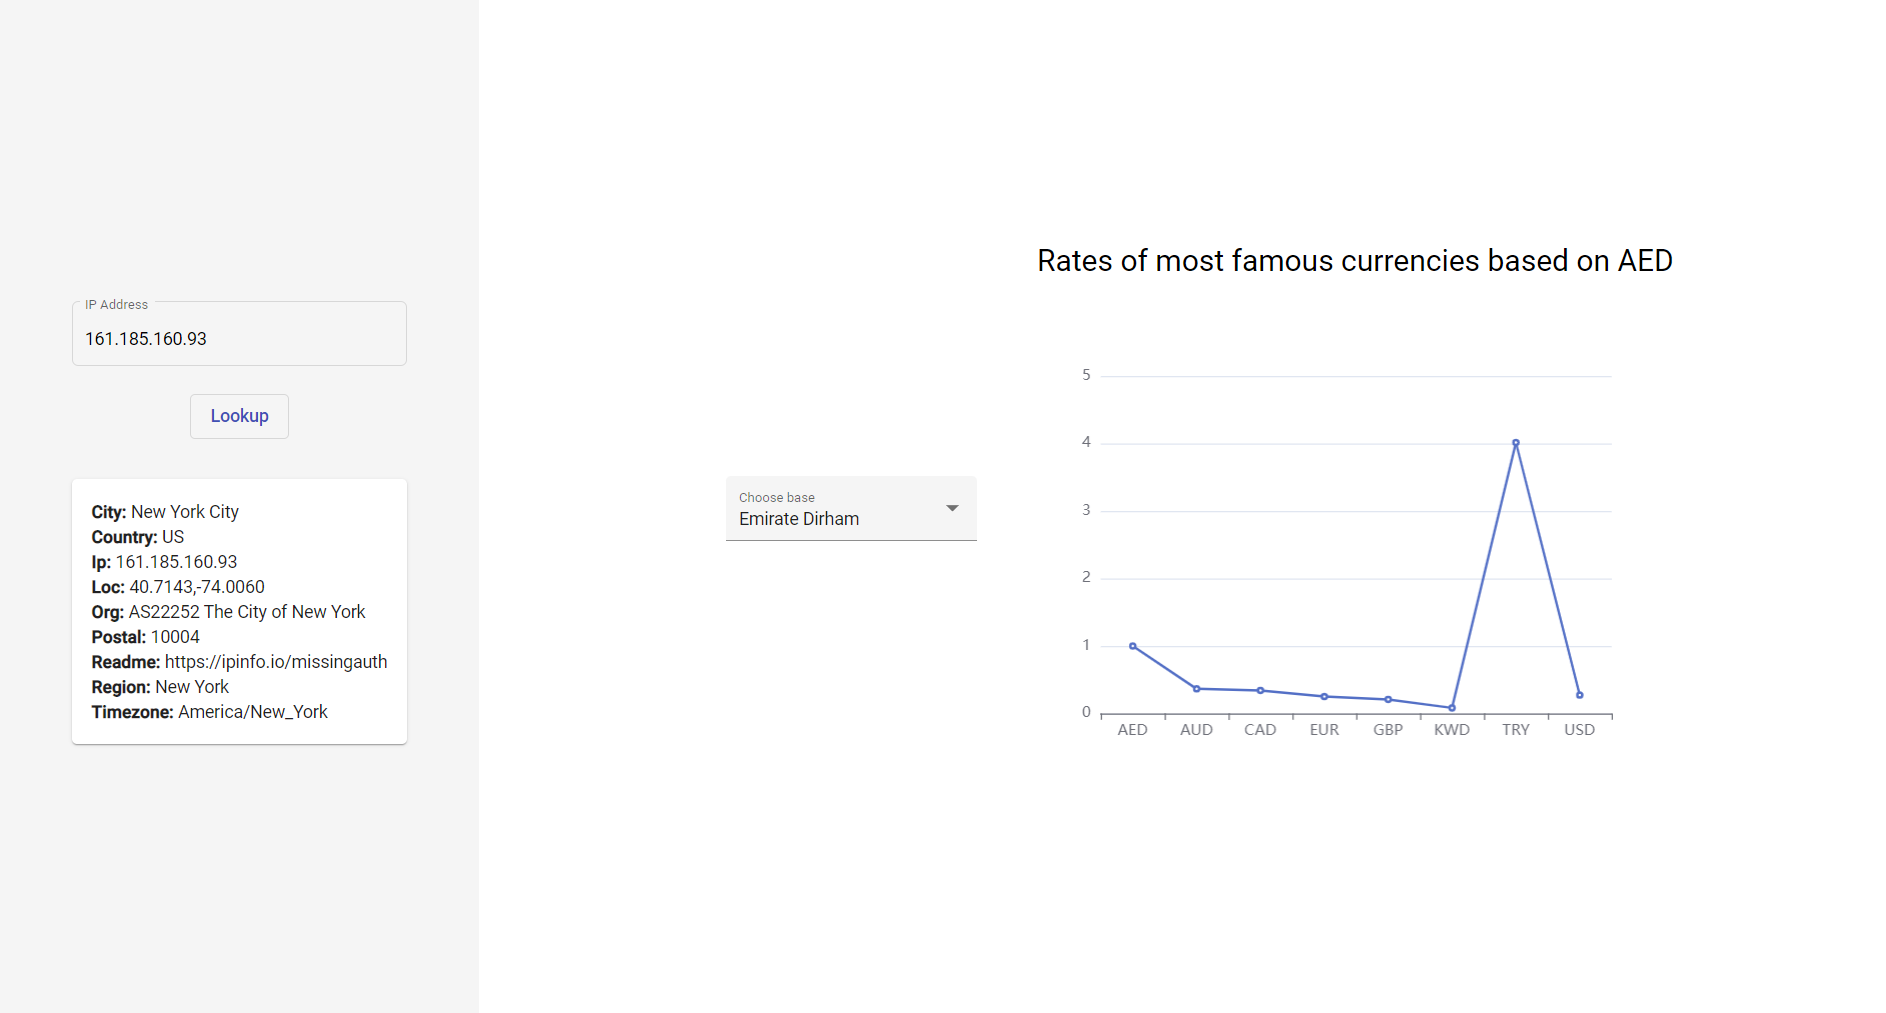 IP Address
161.185.160.93
Lookup
City: New York City
Country: US
Ip: 161.185.160.93
Loc: 40.7143,-74.0060
Org: AS22252 The City of New York
Postal: 10004
Readme: https://ipinfo.io/missingauth
Region: New York
Timezone: America/New_York
Choose base
Emirate Dirham
Rates of most famous currencies based on AED
5
4
3
2
1
0
AED AUD CAD EUR GBP KWD TRY USD